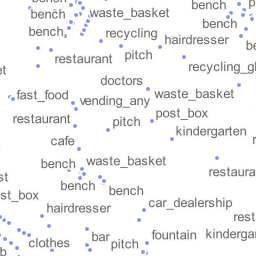 bench
bench
bench
waste_basket
bench
bench
recycling
hairdresser
pitch
restaurant
recycling_gl
doctors
fast_food
vending_any
waste_basket
post_box
restaurant
pitch
kindergarten
cafe
bench
waste_basket
restaura
bench
bench
st_box
hairdresser
car_dealership
rest
clothes
bar
pitch
fountain
kinderga